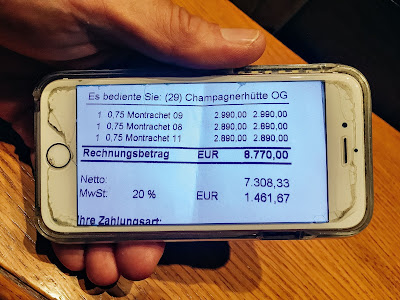 Es bediente Sie: (29) Champagnerhütte OG
1 0,75 Montrachet 09 2.990,00 2.990,00
1 0,75 Montrachet 06 2.890,00 2.890,00
1 0,75 Montrachet 11 2.890,00 2.890,00
Rechnungsbetrag EUR 8.770,00
Netto: 7.308,33
MwSt. 20 % EUR 1.461,67
Ihre Zahlungsart: